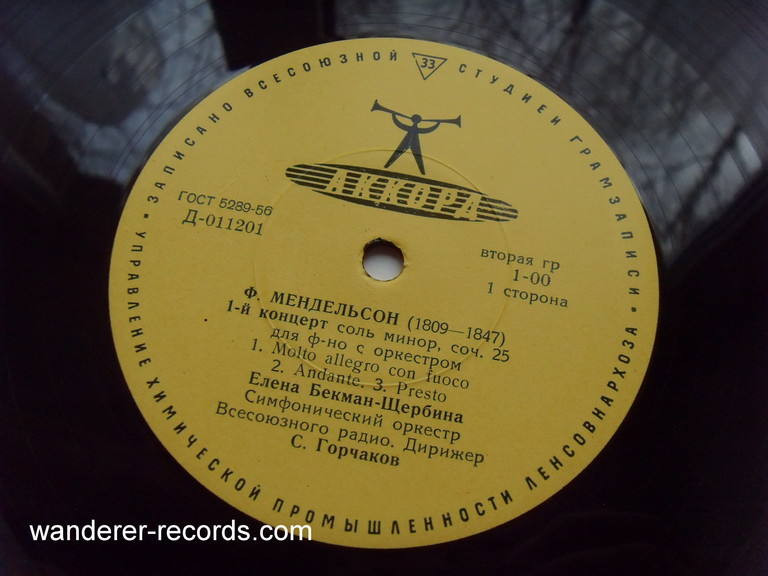 ЗАПИСАНО ВСЕСОЮЗНОЙ 33 СТУДИЕЙ ГРАМЗАПИСИ
АККОРД
ГОСТ 5289-56
Д-011201
вторая гр
1-00
1 сторона
Ф. МЕНДЕЛЬСОН (1809—1847)
1-й концерт соль минор, соч. 25
для ф-но с оркестром
1. Molto allegro con fuoco
2. Andante. 3. Presto
Елена Бекман-Щербина
Симфонический оркестр
Всесоюзного радио. Дирижер
С. Горчаков
УПРАВЛЕНИЕ ХИМИЧЕСКОЙ ПРОМЫШЛЕННОСТИ ЛЕНСОВНАРХОЗА
wanderer-records.com